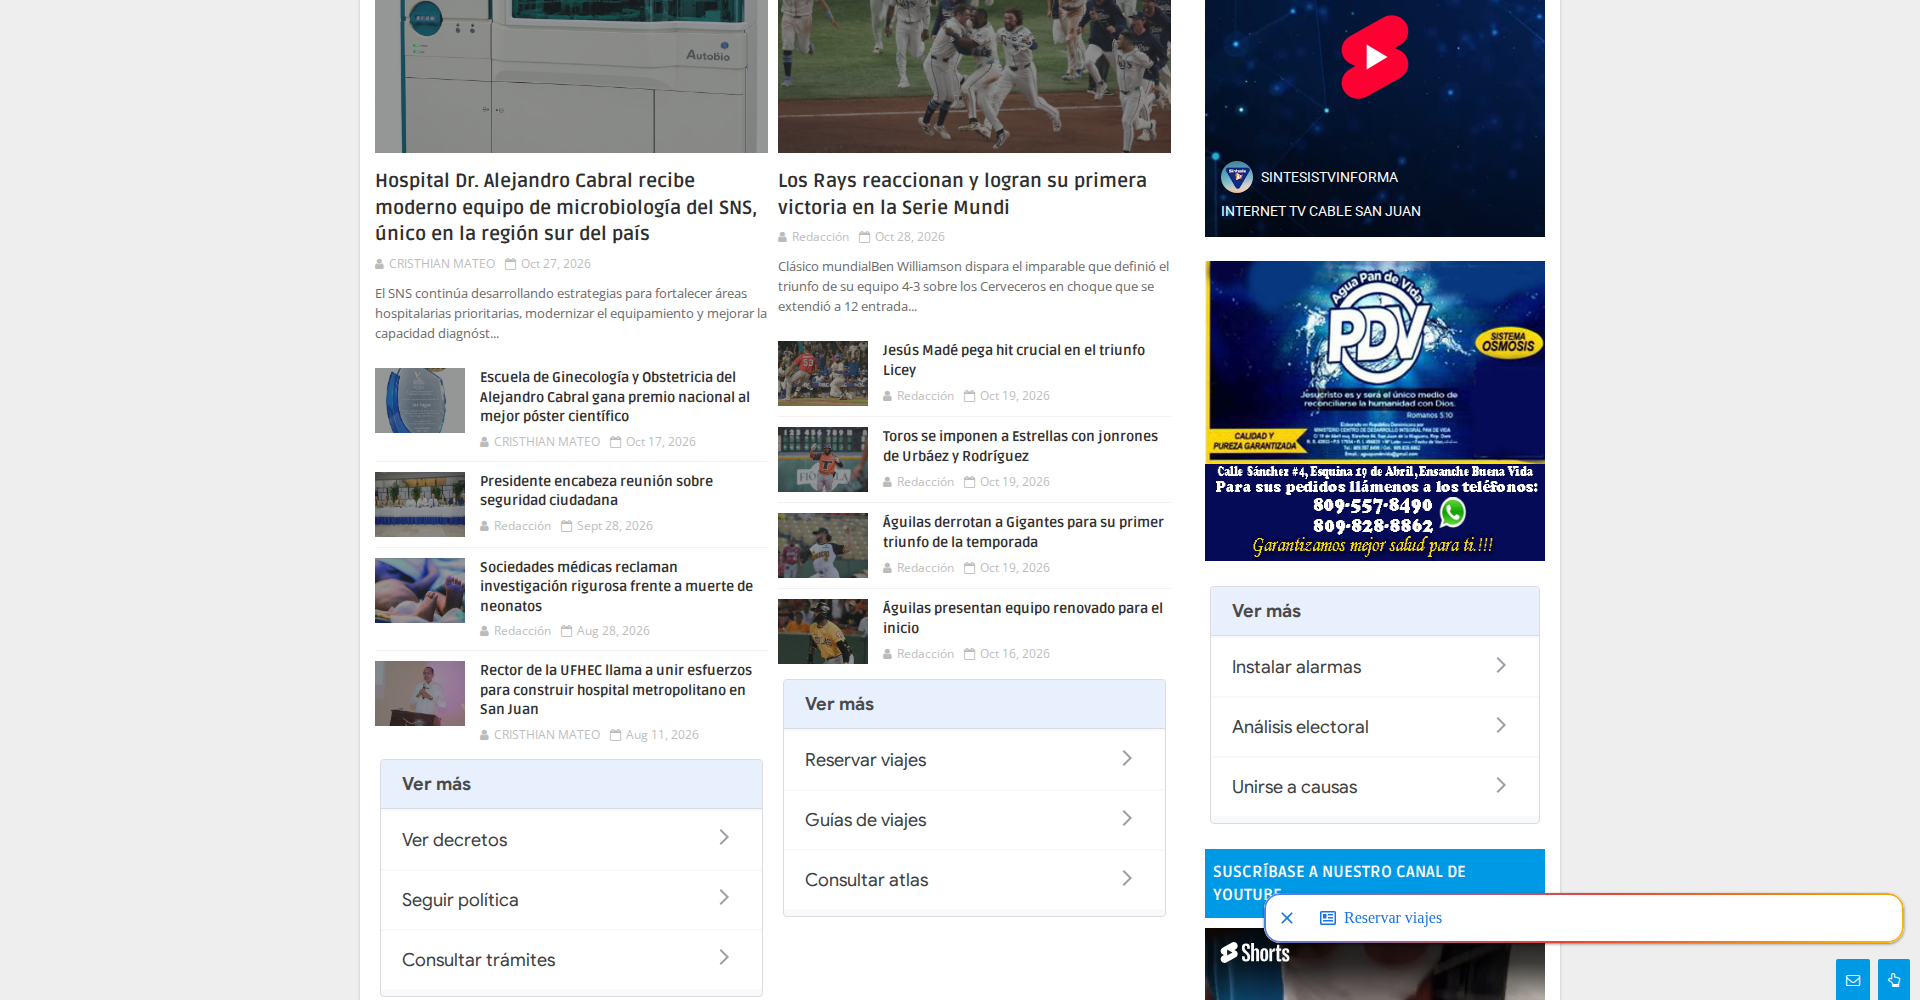 Autobio
Hospital Dr. Alejandro Cabral recibe
moderno equipo de microbiología del SNS,
único en la región sur del país
CRISTHIAN MATEO Oct 27, 2026
El SNS continúa desarrollando estrategias para fortalecer áreas
hospitalarias prioritarias, modernizar el equipamiento y mejorar la
capacidad diagnóst...
Escuela de Ginecología y Obstetricia del
Alejandro Cabral gana premio nacional al
mejor póster científico
CRISTHIAN MATEO Oct 17, 2026
Presidente encabeza reunión sobre
seguridad ciudadana
Redacción Sept 28, 2026
Sociedades médicas reclaman
investigación rigurosa frente a muerte de
neonatos
Redacción Aug 28, 2026
Rector de la UFHEC llama a unir esfuerzos
para construir hospital metropolitano en
San Juan
CRISTHIAN MATEO Aug 11, 2026
Ver más
Ver decretos
Seguir política
Consultar trámites
Los Rays reaccionan y logran su primera
victoria en la Serie Mundi
Redacción Oct 28, 2026
Clásico mundialBen Williamson dispara el imparable que definió el
triunfo de su equipo 4-3 sobre los Cerveceros en choque que se
extendió a 12 entrada...
Jesús Madé pega hit crucial en el triunfo
Licey
Redacción Oct 19, 2026
Toros se imponen a Estrellas con jonrones
de Urbáez y Rodríguez
Redacción Oct 19, 2026
Águilas derrotan a Gigantes para su primer
triunfo de la temporada
Redacción Oct 19, 2026
Águilas presentan equipo renovado para el
inicio
Redacción Oct 16, 2026
Ver más
Reservar viajes
Guías de viajes
Consultar atlas
SINTESISTVINFORMA
INTERNET TV CABLE SAN JUAN
Agua Pan de Vida
PDV
SISTEMA
OSMOSIS
Jesucristo es y será el único medio de
reconciliarse la humanidad con Dios.
Romanos 5:10
CALIDAD Y
PUREZA GARANTIZADA
Calle Sánchez #4, Esquina 19 de Abril, Ensanche Buena Vida
Para sus pedidos llámenos a los teléfonos:
809-557-8490
809-828-8862
Garantizamos mejor salud para ti.!!!
Ver más
Instalar alarmas
Análisis electoral
Unirse a causas
SUSCRÍBASE A NUESTRO CANAL DE
YOUTUBE
Reservar viajes
Shorts